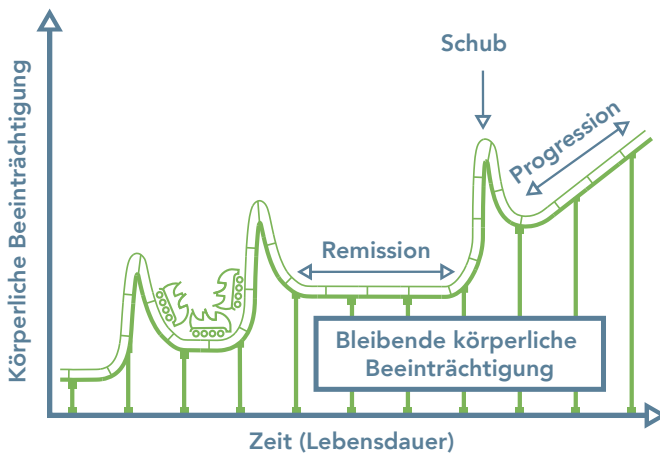 Schub
Progression
Körperliche Beeinträchtigung
Remission
Bleibende körperliche
Beeinträchtigung
Zeit (Lebensdauer)